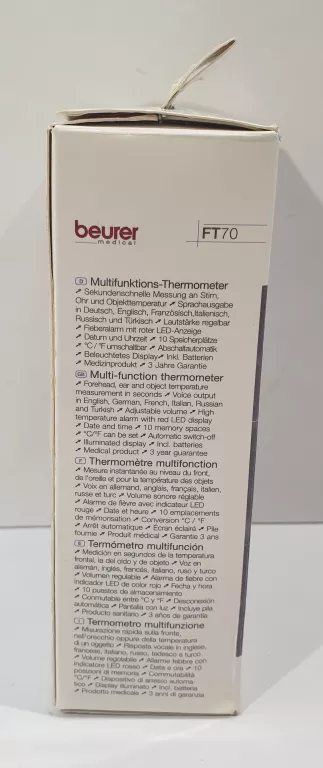 beurer
medical
FT70
D Multifunktions-Thermometer
Sekundenschnelle Messung an Stirn,
Ohr und Objekttemperatur Sprachausgabe
in Deutsch, Englisch, Französisch, Italienisch,
Russisch und Türkisch Lautstärke regelbar
Fieberalarm mit roter LED-Anzeige
Datum und Uhrzeit 10 Speicherplätze
°C / °F umschaltbar Abschaltautomatik
Beleuchtetes Display Inkl. Batterien
Medizinprodukt 3 Jahre Garantie
GB Multi-function thermometer
Forehead, ear and object temperature
measurement in seconds Voice output
in English, German, French, Italian, Russian
and Turkish Adjustable volume High
temperature alarm with red LED display
Date and time 10 memory spaces
°C/°F can be set Automatic switch-off
Illuminated display Incl. batteries
Medical product 3 year guarantee
F Thermomètre multifonction
Mesure instantanée au niveau du front,
de l'oreille et pour la température des objets
Voix en allemand, anglais, français, italien,
russe et turc Volume sonore réglable
Alarme de fièvre avec indicateur LED
rouge Date et heure 10 emplacements
de mémorisation Conversion °C / °F
Arrêt automatique Écran éclairé Pile
fournie Produit médical Garantie 3 ans
E Termómetro multifunción
Medición en segundos de la temperatura
frontal, la del oído y de objeto Voz en
alemán, inglés, francés, italiano, ruso y turco
Volumen regulable Alarma de fiebre con
indicador LED de color rojo Fecha y hora
10 puestos de almacenamiento
Conmutable entre °C y °F Desconexión
automática Pantalla con luz Incluye pila
Producto sanitario 3 años de garantía
I Termometro multifunzione
Misurazione rapida sulla fronte,
nell'orecchio oppure della temperatura
di un oggetto Risposta vocale in inglese,
francese, italiano, russo, tedesco e turco
Volume regolabile Allarme febbre con
indicatore LED rosso Data e ora 10
posizioni di memoria Commutabilità
°C/°F Dispositivo di arresto automa
tico Display illuminato Incl. batteria
Prodotto medicale 3 anni di garanzia